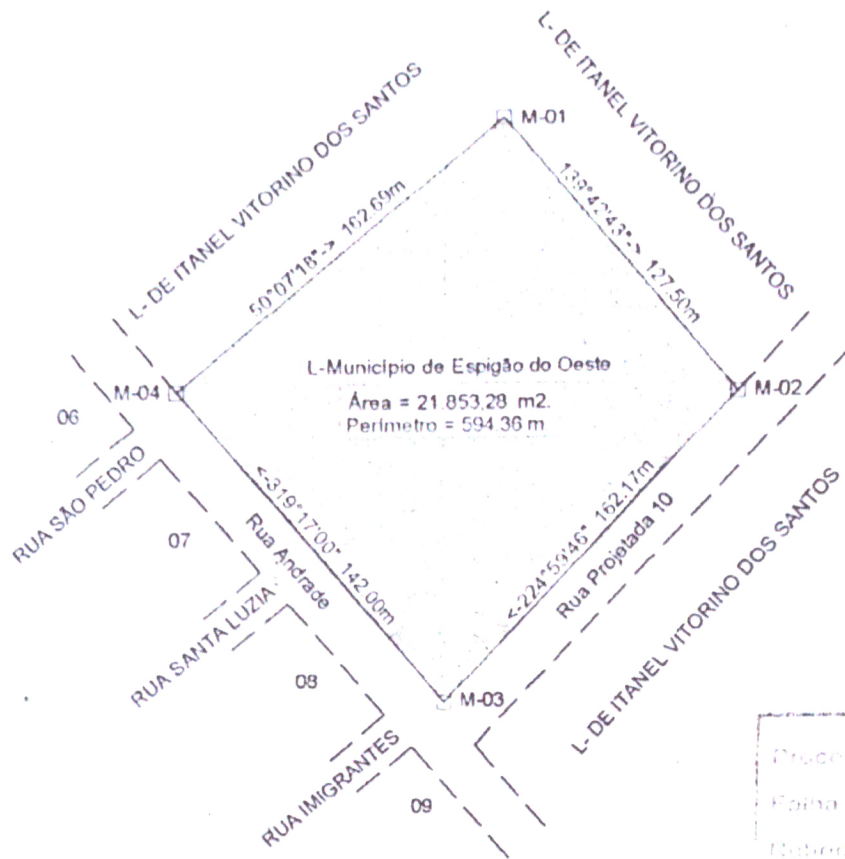 L- DE ITANEL VITORINO DOS SANTOS
L- DE ITANEL VITORINO DOS SANTOS
M-01
50°07'18"-> 162.69m
139°42'43"-> 127.50m
L-Município de Espigão do Oeste
Área = 21.853,28 m2.
Perímetro = 594.36 m
M-04
M-02
06
RUA SÃO PEDRO
07
<-319°17'00" 142.00m
Rua Andrade
<-224°59'46" 162.17m
Rua Projetada 10
L- DE ITANEL VITORINO DOS SANTOS
RUA SANTA LUZIA
08
M-03
RUA IMIGRANTES
09
Folha